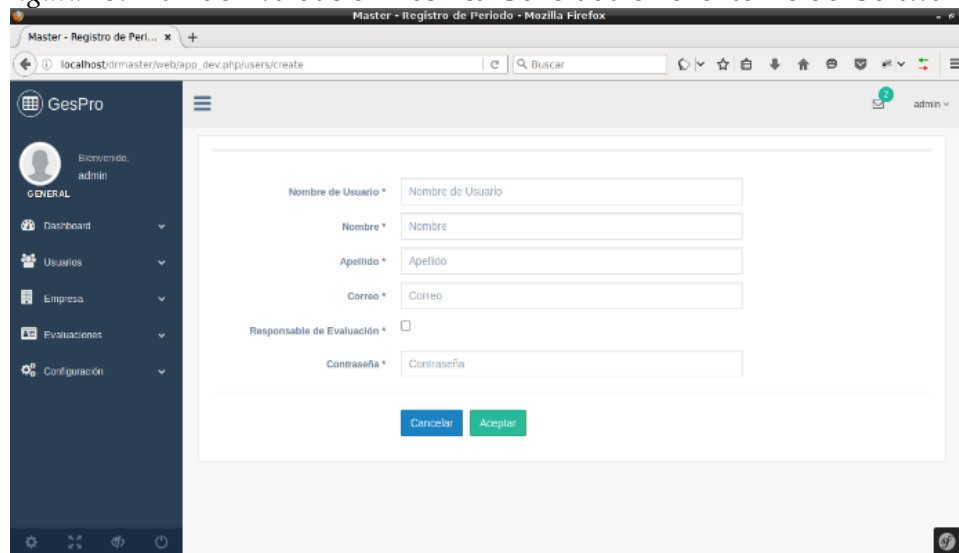 Master - Registro de Periodo - Mozilla Firefox
Master - Registro de Peri... × +
localhost/drmaster/web/app_dev.php/users/create
Buscar
GesPro
2
admin
Bienvenido,
admin
GENERAL
Dashboard
Usuarios
Empresa
Evaluaciones
Configuración
Nombre de Usuario * Nombre de Usuario
Nombre * Nombre
Apellido * Apellido
Correo * Correo
Responsable de Evaluación *
Contraseña * Contraseña
Cancelar Aceptar
sf